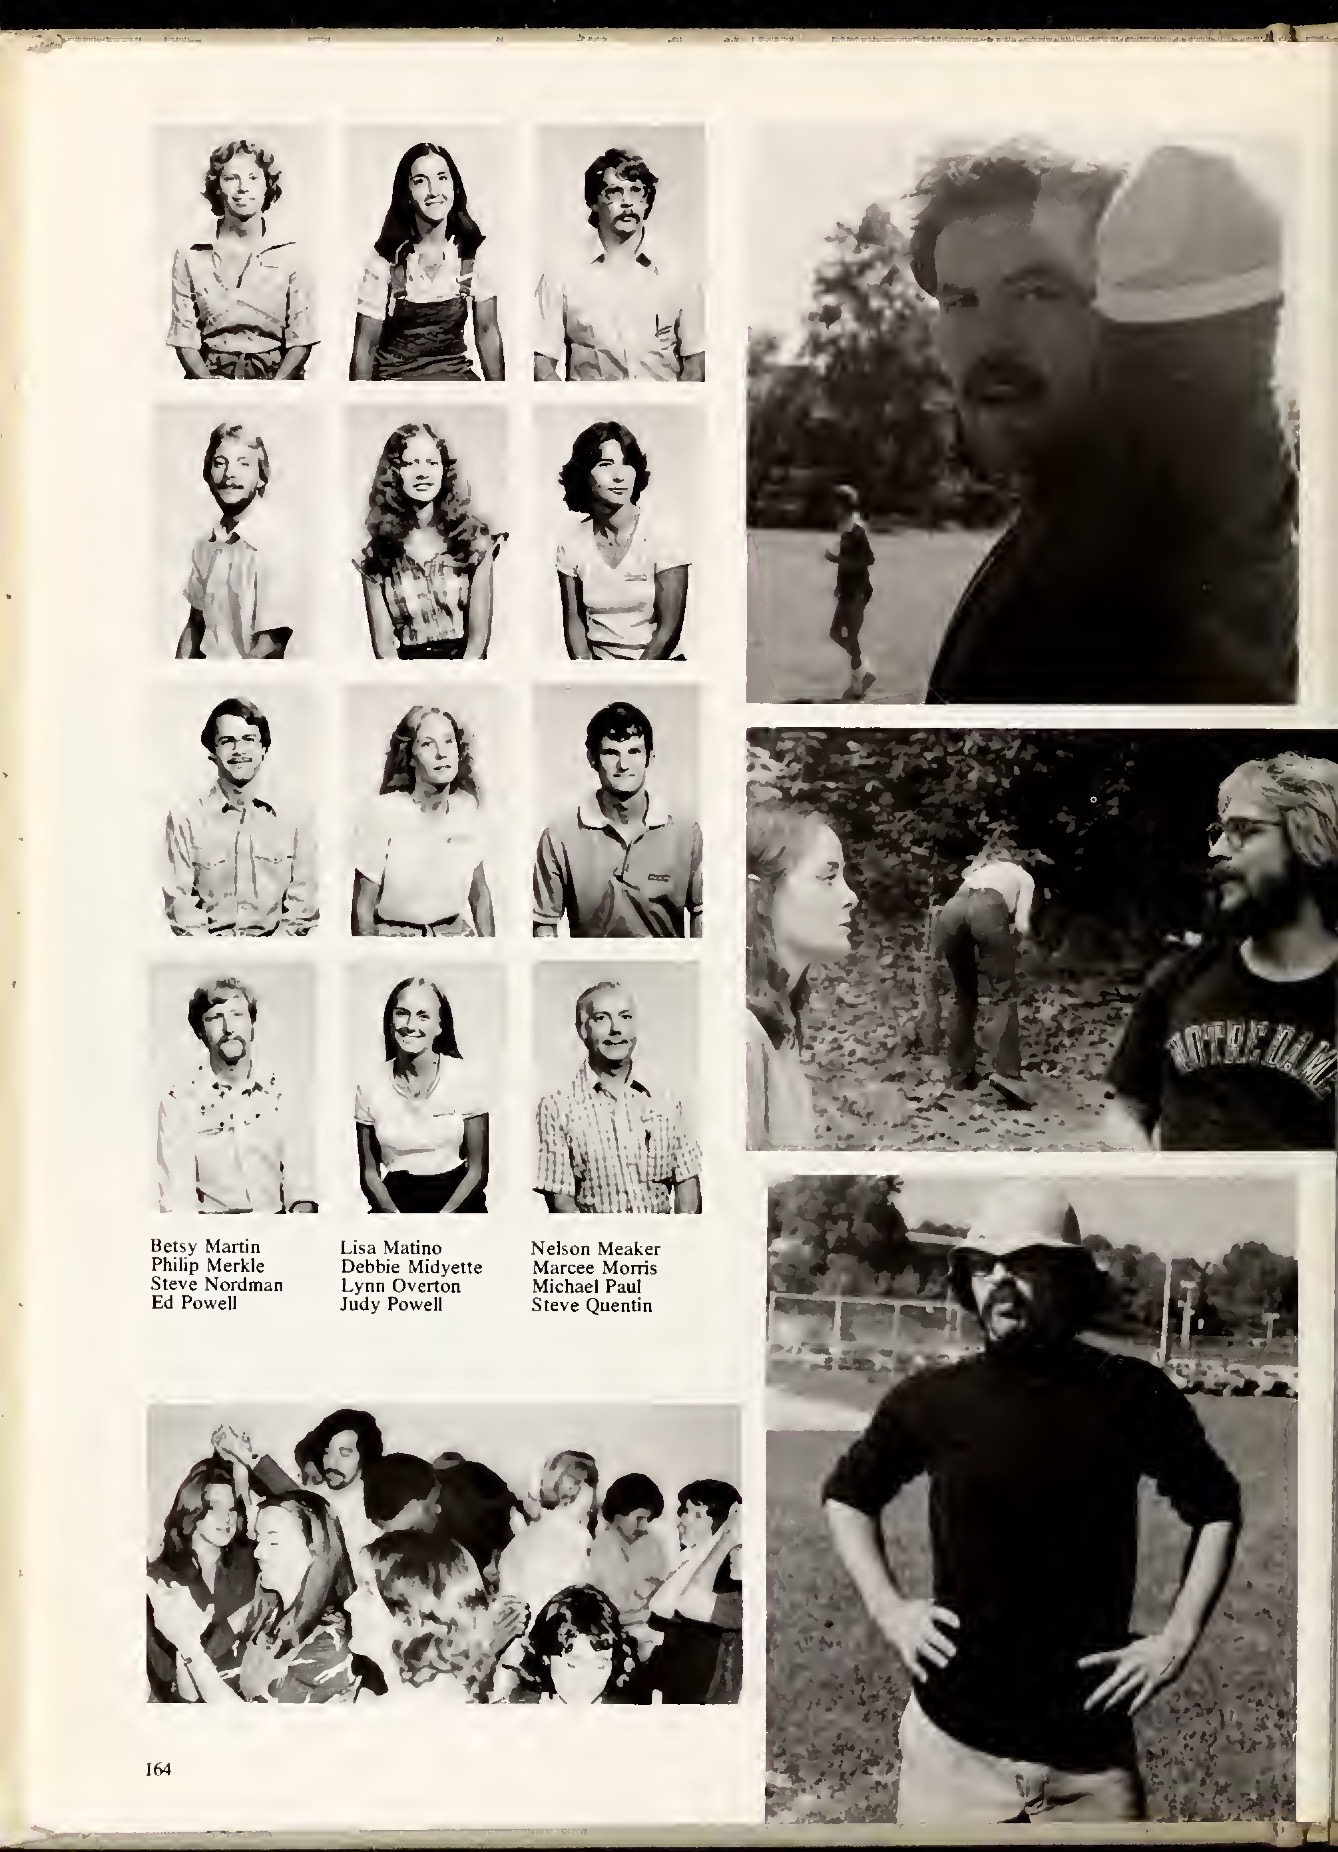 NOTRE DAME
Betsy Martin
Philip Merkle
Steve Nordman
Ed Powell
Lisa Matino
Debbie Midyette
Lynn Overton
Judy Powell
Nelson Meaker
Marcee Morris
Michael Paul
Steve Quentin
164